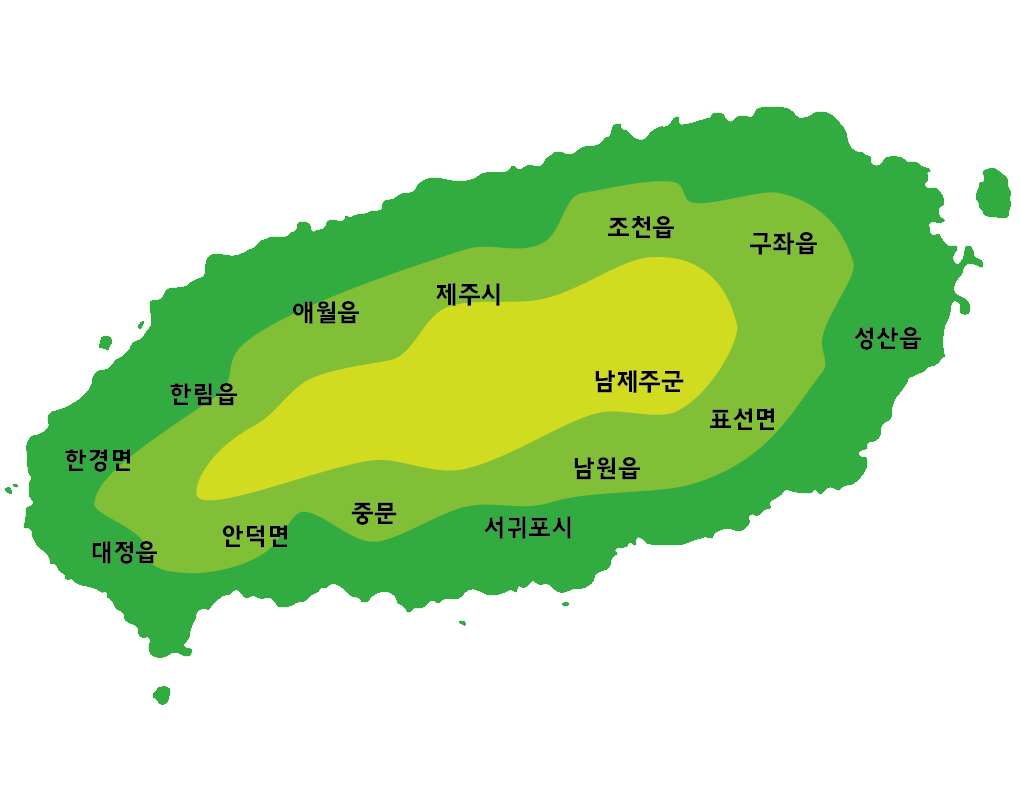 조천읍
구좌읍
제주시
애월읍
성산읍
남제주군
한림읍
표선면
한경면
남원읍
중문
서귀포시
안덕면
대정읍